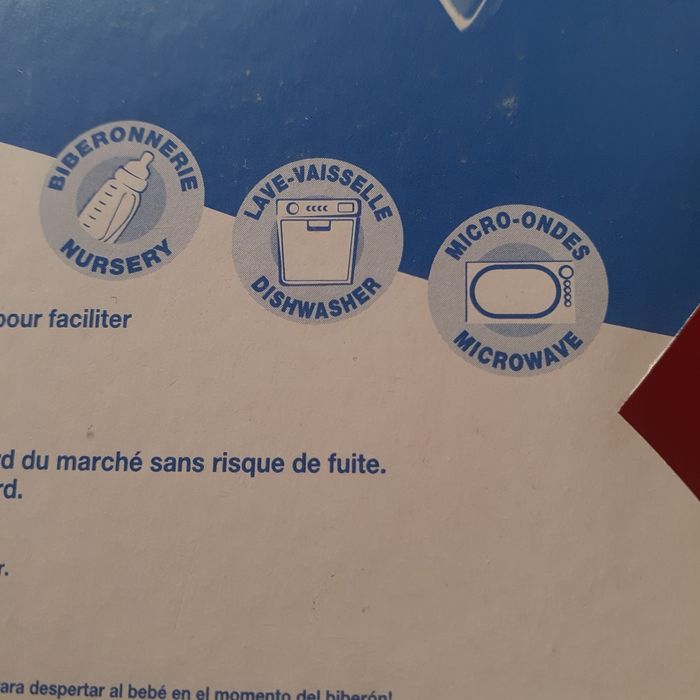 BIBERONNERIE
NURSERY
LAVE-VAISSELLE
DISHWASHER
MICRO-ONDES
MICROWAVE
pour faciliter
rd du marché sans risque de fuite.
rd.
r.
ara despertar al bebé en el momento del biberón!